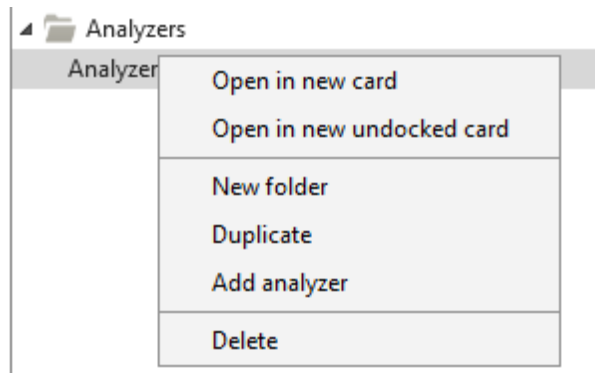 Analyzers
Analyzer
Open in new card
Open in new undocked card
New folder
Duplicate
Add analyzer
Delete